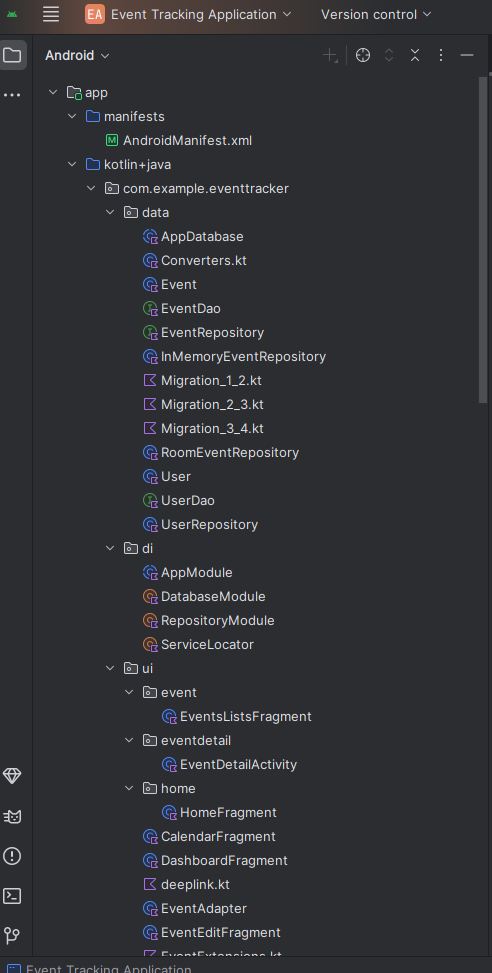 EA Event Tracking Application Version control
Android
app
manifests
M AndroidManifest.xml
kotlin+java
com.example.eventtracker
data
AppDatabase
Converters.kt
Event
EventDao
EventRepository
InMemoryEventRepository
Migration_1_2.kt
Migration_2_3.kt
Migration_3_4.kt
RoomEventRepository
User
UserDao
UserRepository
di
AppModule
DatabaseModule
RepositoryModule
ServiceLocator
ui
event
EventsListsFragment
eventdetail
EventDetailActivity
home
HomeFragment
CalendarFragment
DashboardFragment
deeplink.kt
EventAdapter
EventEditFragment
EventExtensions.kt
Event Tracking Application